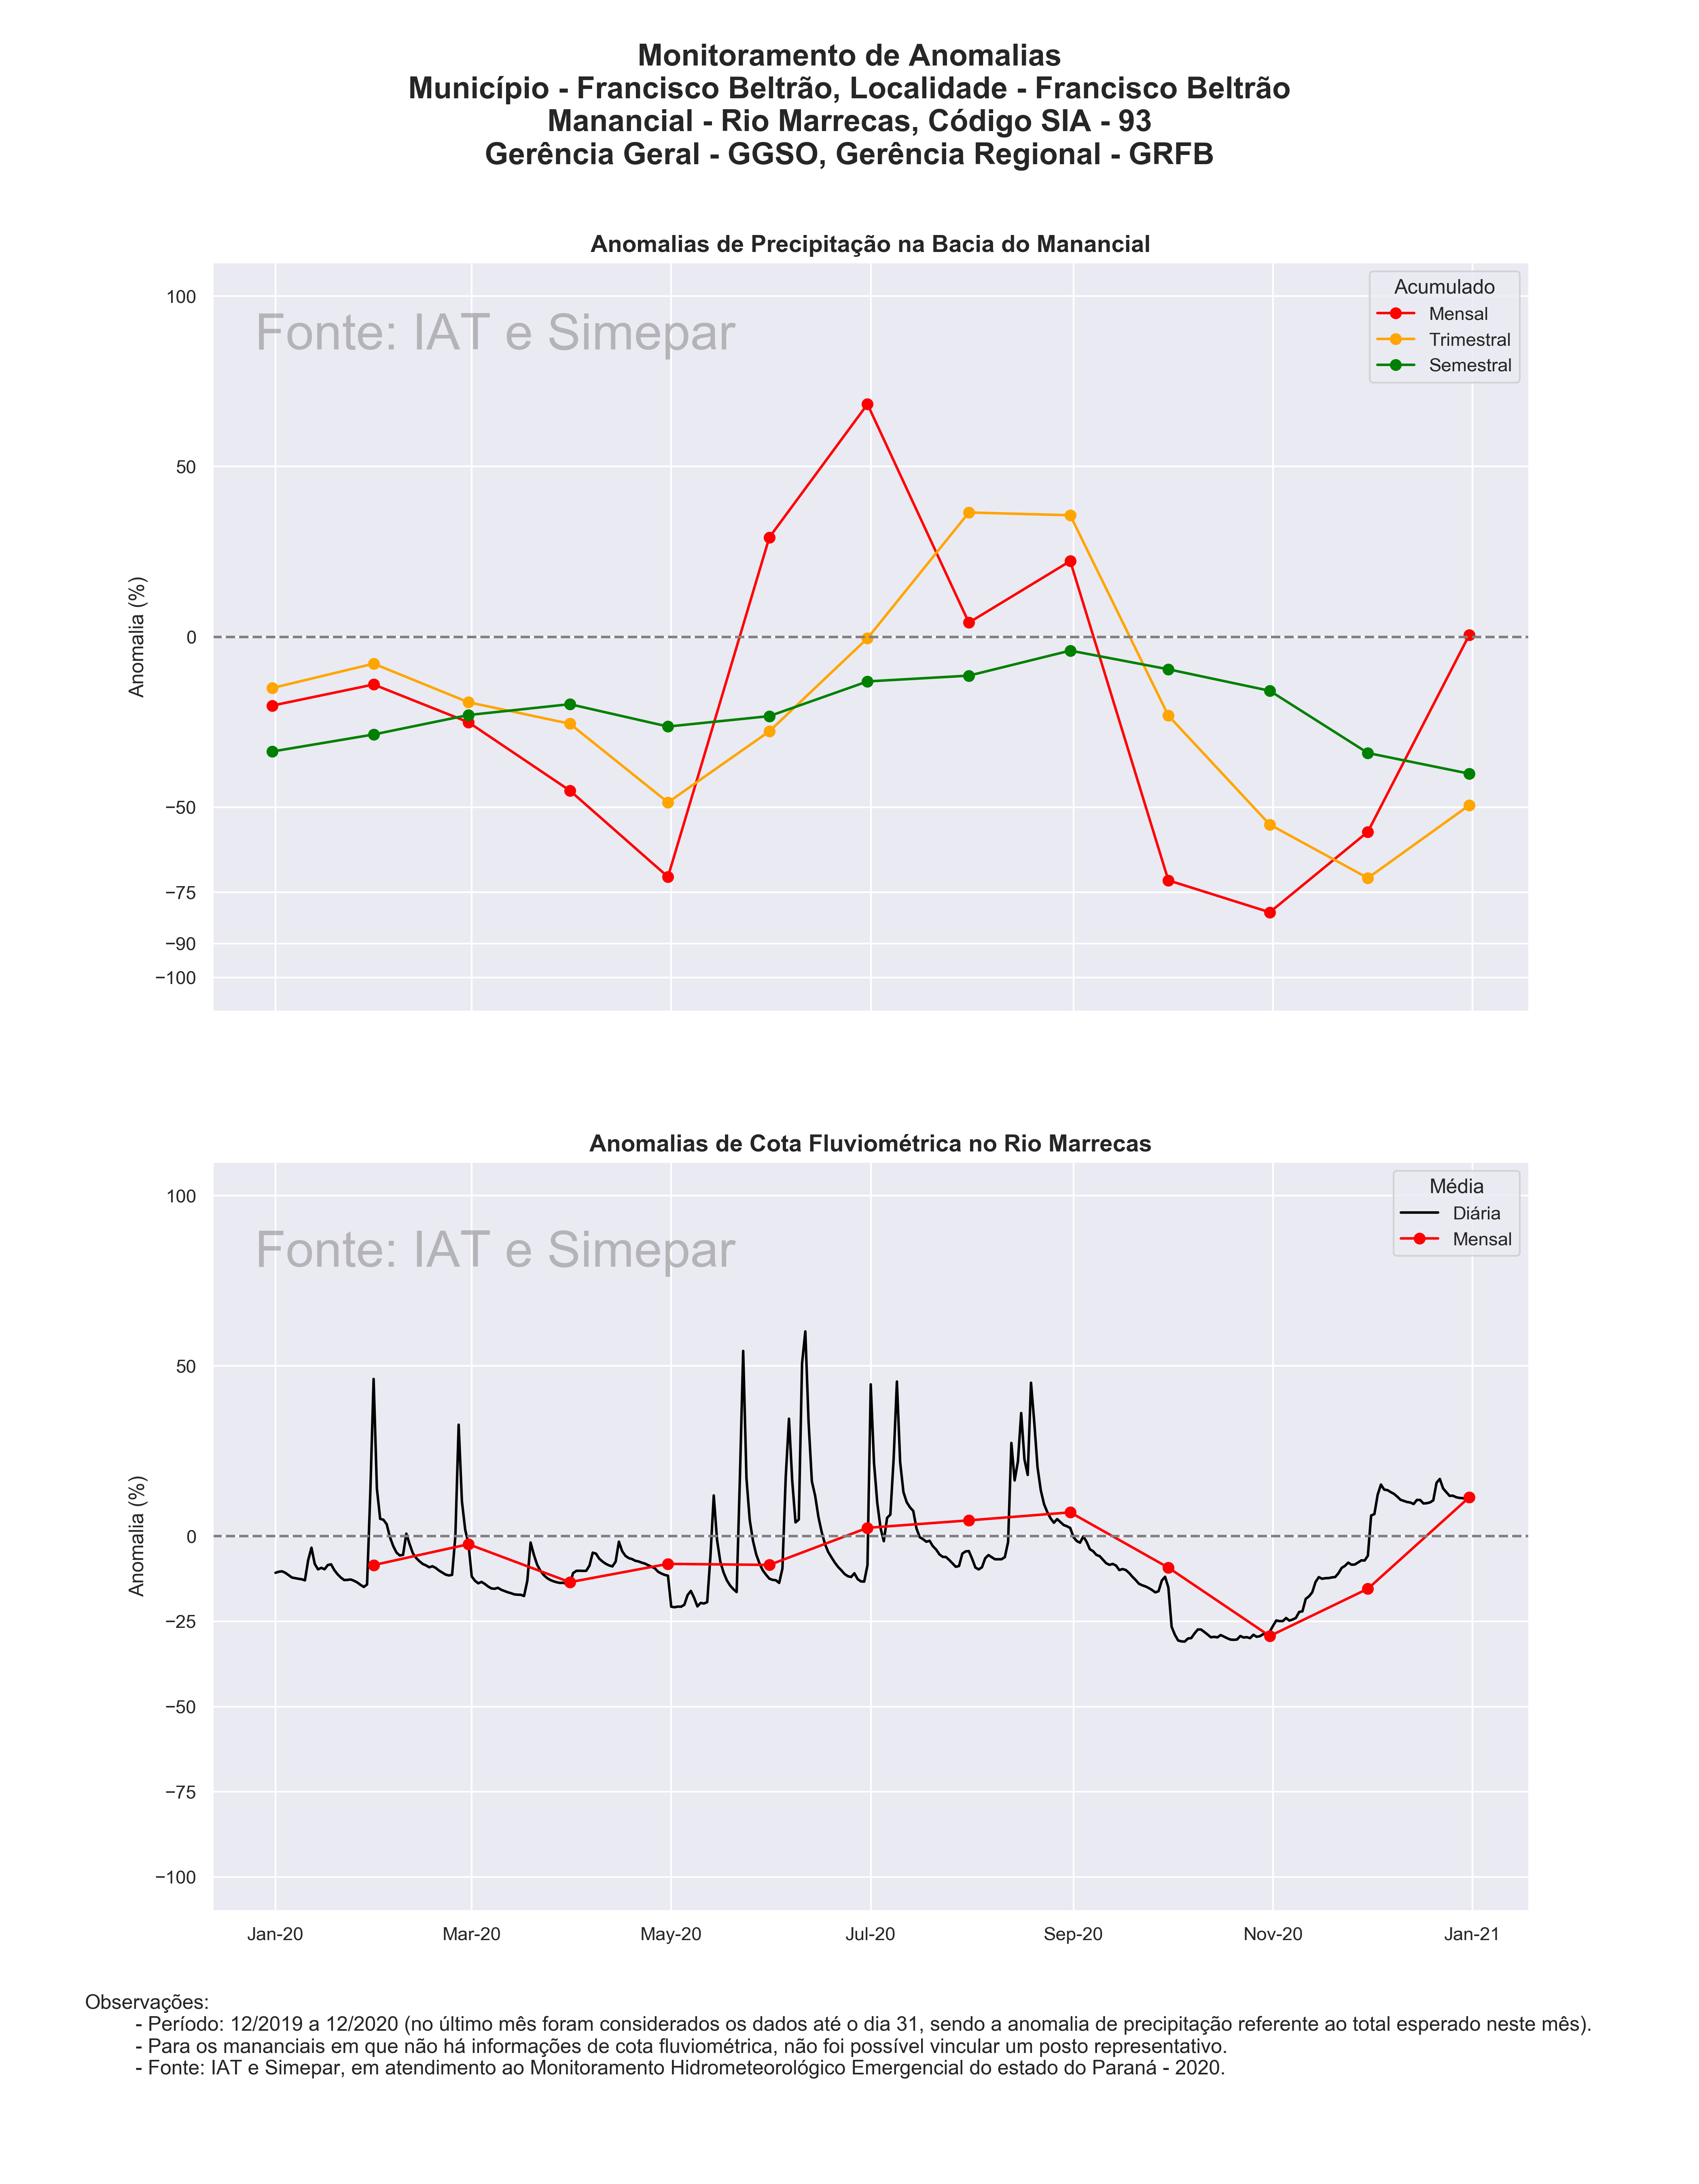 Monitoramento de Anomalias
Município - Francisco Beltrão, Localidade - Francisco Beltrão
Manancial - Rio Marrecas, Código SIA - 93
Gerência Geral - GGSO, Gerência Regional - GRFB
Anomalias de Precipitação na Bacia do Manancial
Fonte: IAT e Simepar
Acumulado
Mensal
Trimestral
Semestral
Anomalia (%)
100
50
0
−50
−75
−90
−100
Anomalias de Cota Fluviométrica no Rio Marrecas
Fonte: IAT e Simepar
Média
Diária
Mensal
Anomalia (%)
100
50
0
−25
−50
−75
−100
Jan-20 Mar-20 May-20 Jul-20 Sep-20 Nov-20 Jan-21
Observações:
- Período: 12/2019 a 12/2020 (no último mês foram considerados os dados até o dia 31, sendo a anomalia de precipitação referente ao total esperado neste mês).
- Para os mananciais em que não há informações de cota fluviométrica, não foi possível vincular um posto representativo.
- Fonte: IAT e Simepar, em atendimento ao Monitoramento Hidrometeorológico Emergencial do estado do Paraná - 2020.